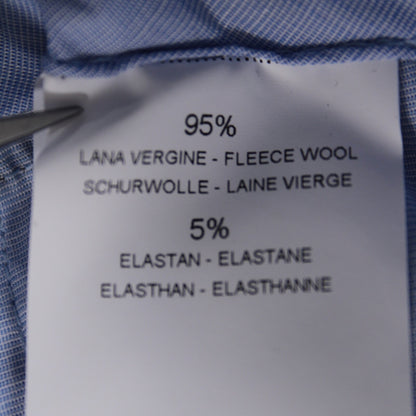 95%
LANA VERGINE - FLEECE WOOL
SCHURWOLLE - LAINE VIERGE
5%
ELASTAN - ELASTANE
ELASTHAN - ELASTHANNE